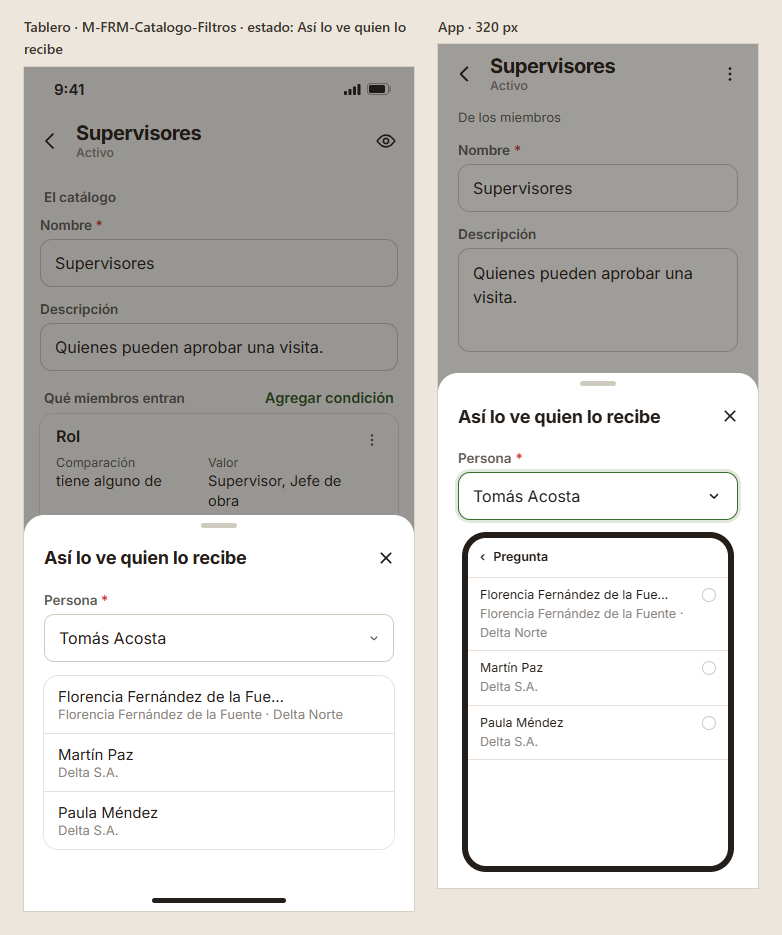 Tablero · M-FRM-Catalogo-Filtros · estado: Así lo ve quien lo
recibe
9:41
Supervisores
Activo
El catálogo
Nombre *
Supervisores
Descripción
Quienes pueden aprobar una visita.
Qué miembros entran
Agregar condición
Rol
Comparación
Valor
tiene alguno de
Supervisor, Jefe de
obra
Así lo ve quien lo recibe
Persona *
Tomás Acosta
Florencia Fernández de la Fue...
Florencia Fernández de la Fuente · Delta Norte
Martín Paz
Delta S.A.
Paula Méndez
Delta S.A.
App · 320 px
Supervisores
Activo
De los miembros
Nombre *
Supervisores
Descripción
Quienes pueden aprobar una
visita.
Así lo ve quien lo recibe
Persona *
Tomás Acosta
Pregunta
Florencia Fernández de la Fue...
Florencia Fernández de la Fuente ·
Delta Norte
Martín Paz
Delta S.A.
Paula Méndez
Delta S.A.